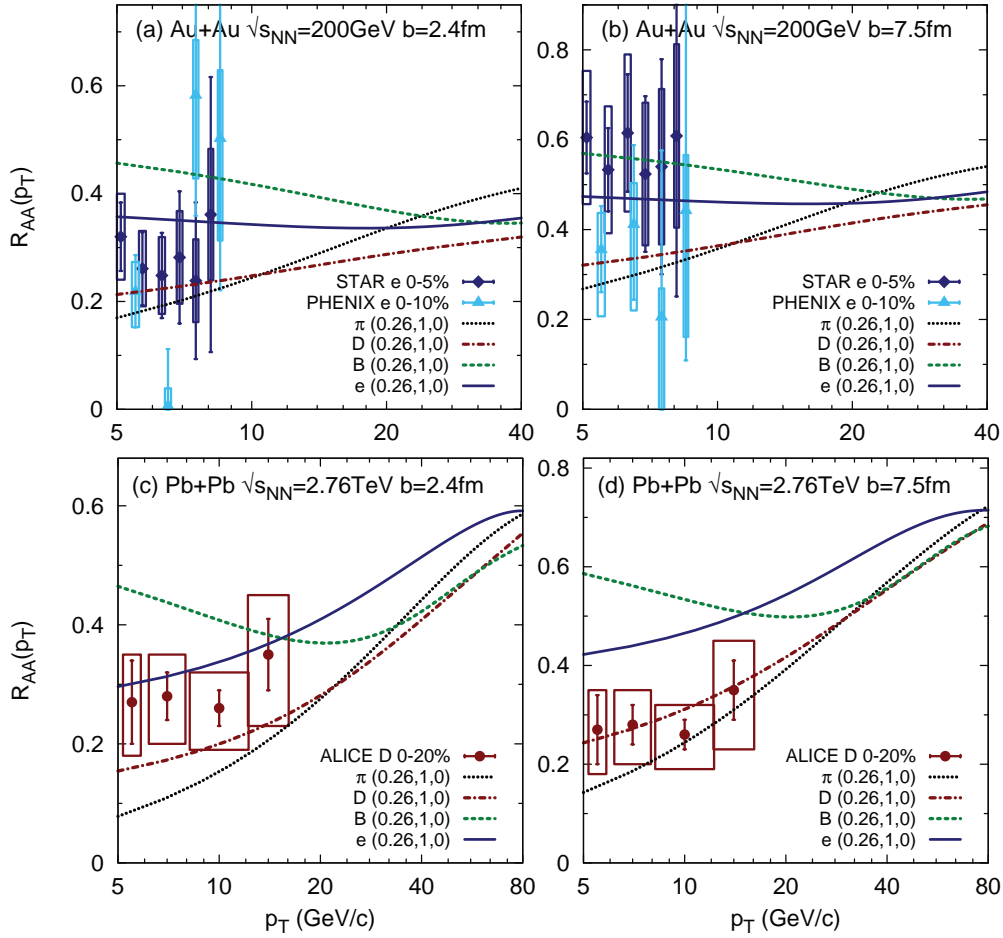 (a) Au+Au √sNN=200GeV b=2.4fm
0.6
0.4
0.2
0
5
10
20
40
STAR e 0-5%
PHENIX e 0-10%
π (0.26,1,0)
D (0.26,1,0)
B (0.26,1,0)
e (0.26,1,0)
RAA(pT)
(b) Au+Au √sNN=200GeV b=7.5fm
0.8
0.6
0.4
0.2
0
5
10
20
40
STAR e 0-5%
PHENIX e 0-10%
π (0.26,1,0)
D (0.26,1,0)
B (0.26,1,0)
e (0.26,1,0)
(c) Pb+Pb √sNN=2.76TeV b=2.4fm
0.6
0.4
0.2
0
5
10
20
40
80
ALICE D 0-20%
π (0.26,1,0)
D (0.26,1,0)
B (0.26,1,0)
e (0.26,1,0)
RAA(pT)
pT (GeV/c)
(d) Pb+Pb √sNN=2.76TeV b=7.5fm
0.8
0.6
0.4
0.2
0
5
10
20
40
80
ALICE D 0-20%
π (0.26,1,0)
D (0.26,1,0)
B (0.26,1,0)
e (0.26,1,0)
pT (GeV/c)